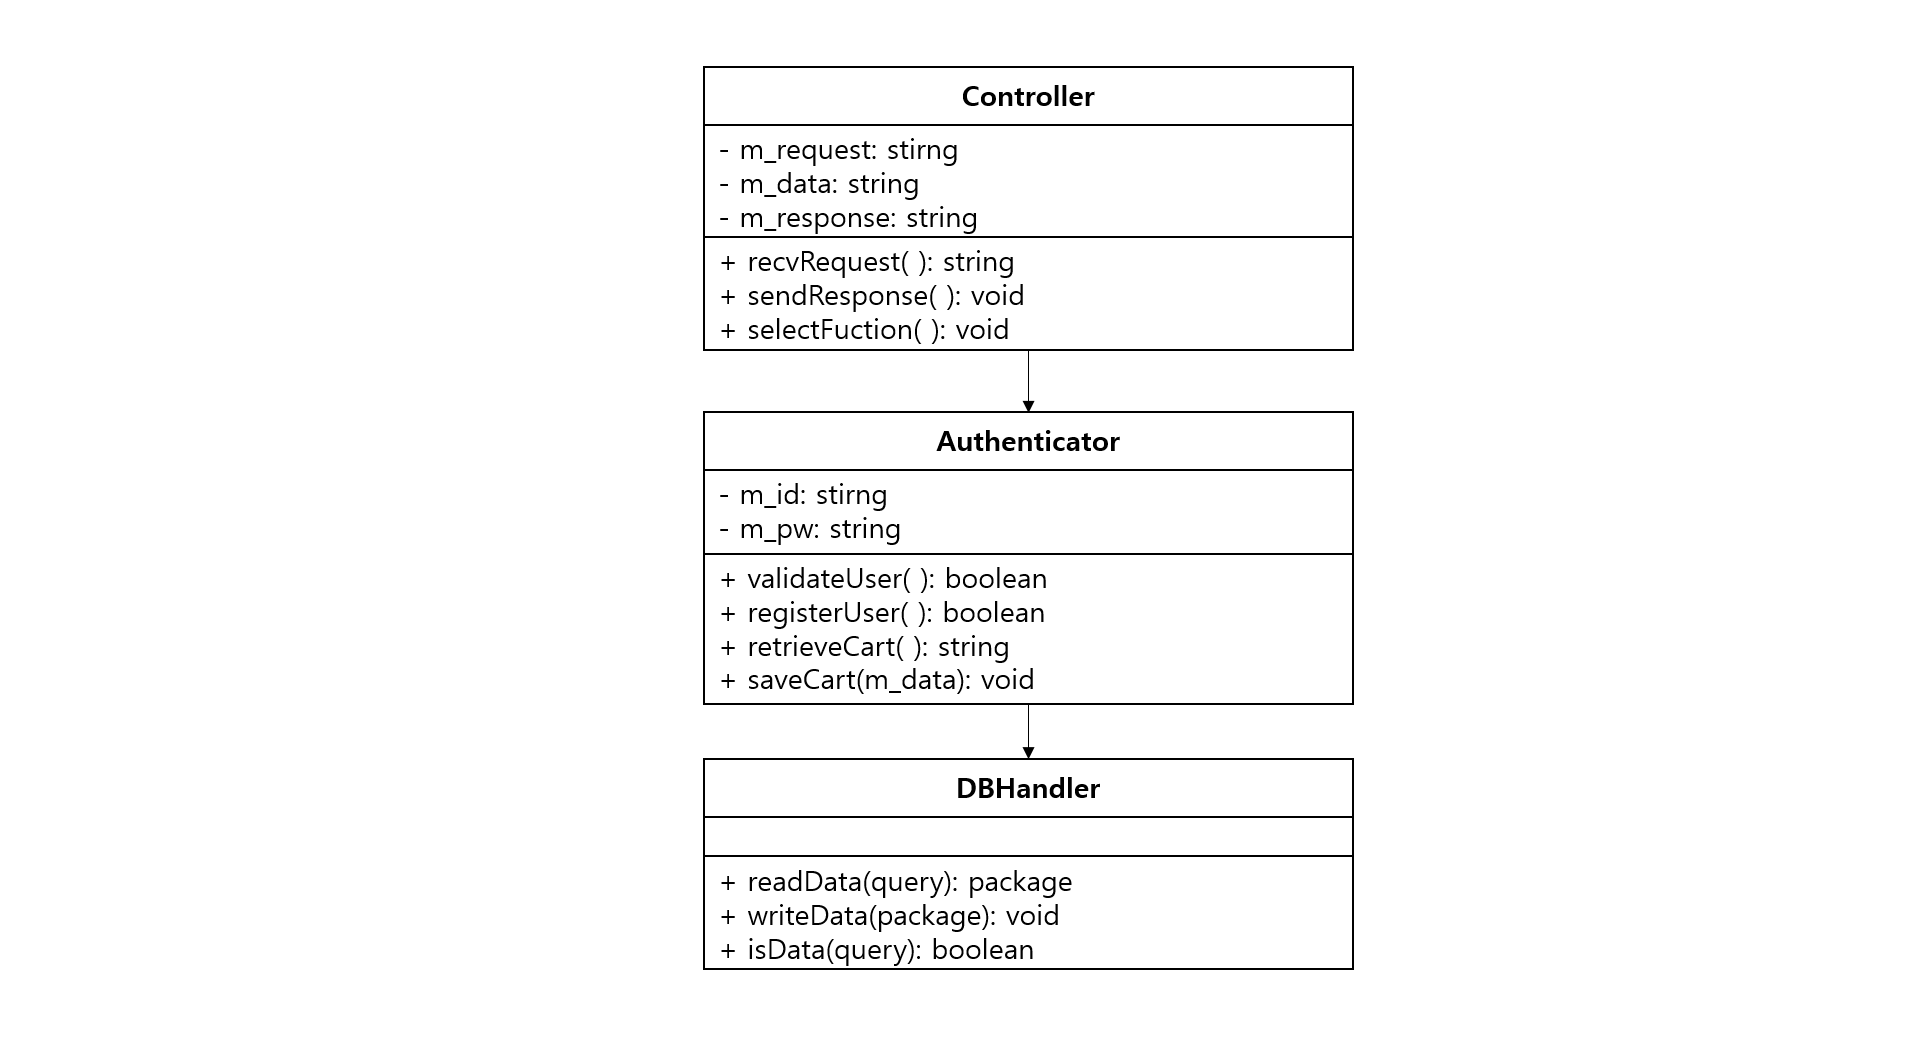 Controller
- m_request: stirng
- m_data: string
- m_response: string
+ recvRequest( ): string
+ sendResponse( ): void
+ selectFuction( ): void
Authenticator
- m_id: stirng
- m_pw: string
+ validateUser( ): boolean
+ registerUser( ): boolean
+ retrieveCart( ): string
+ saveCart(m_data): void
DBHandler
+ readData(query): package
+ writeData(package): void
+ isData(query): boolean